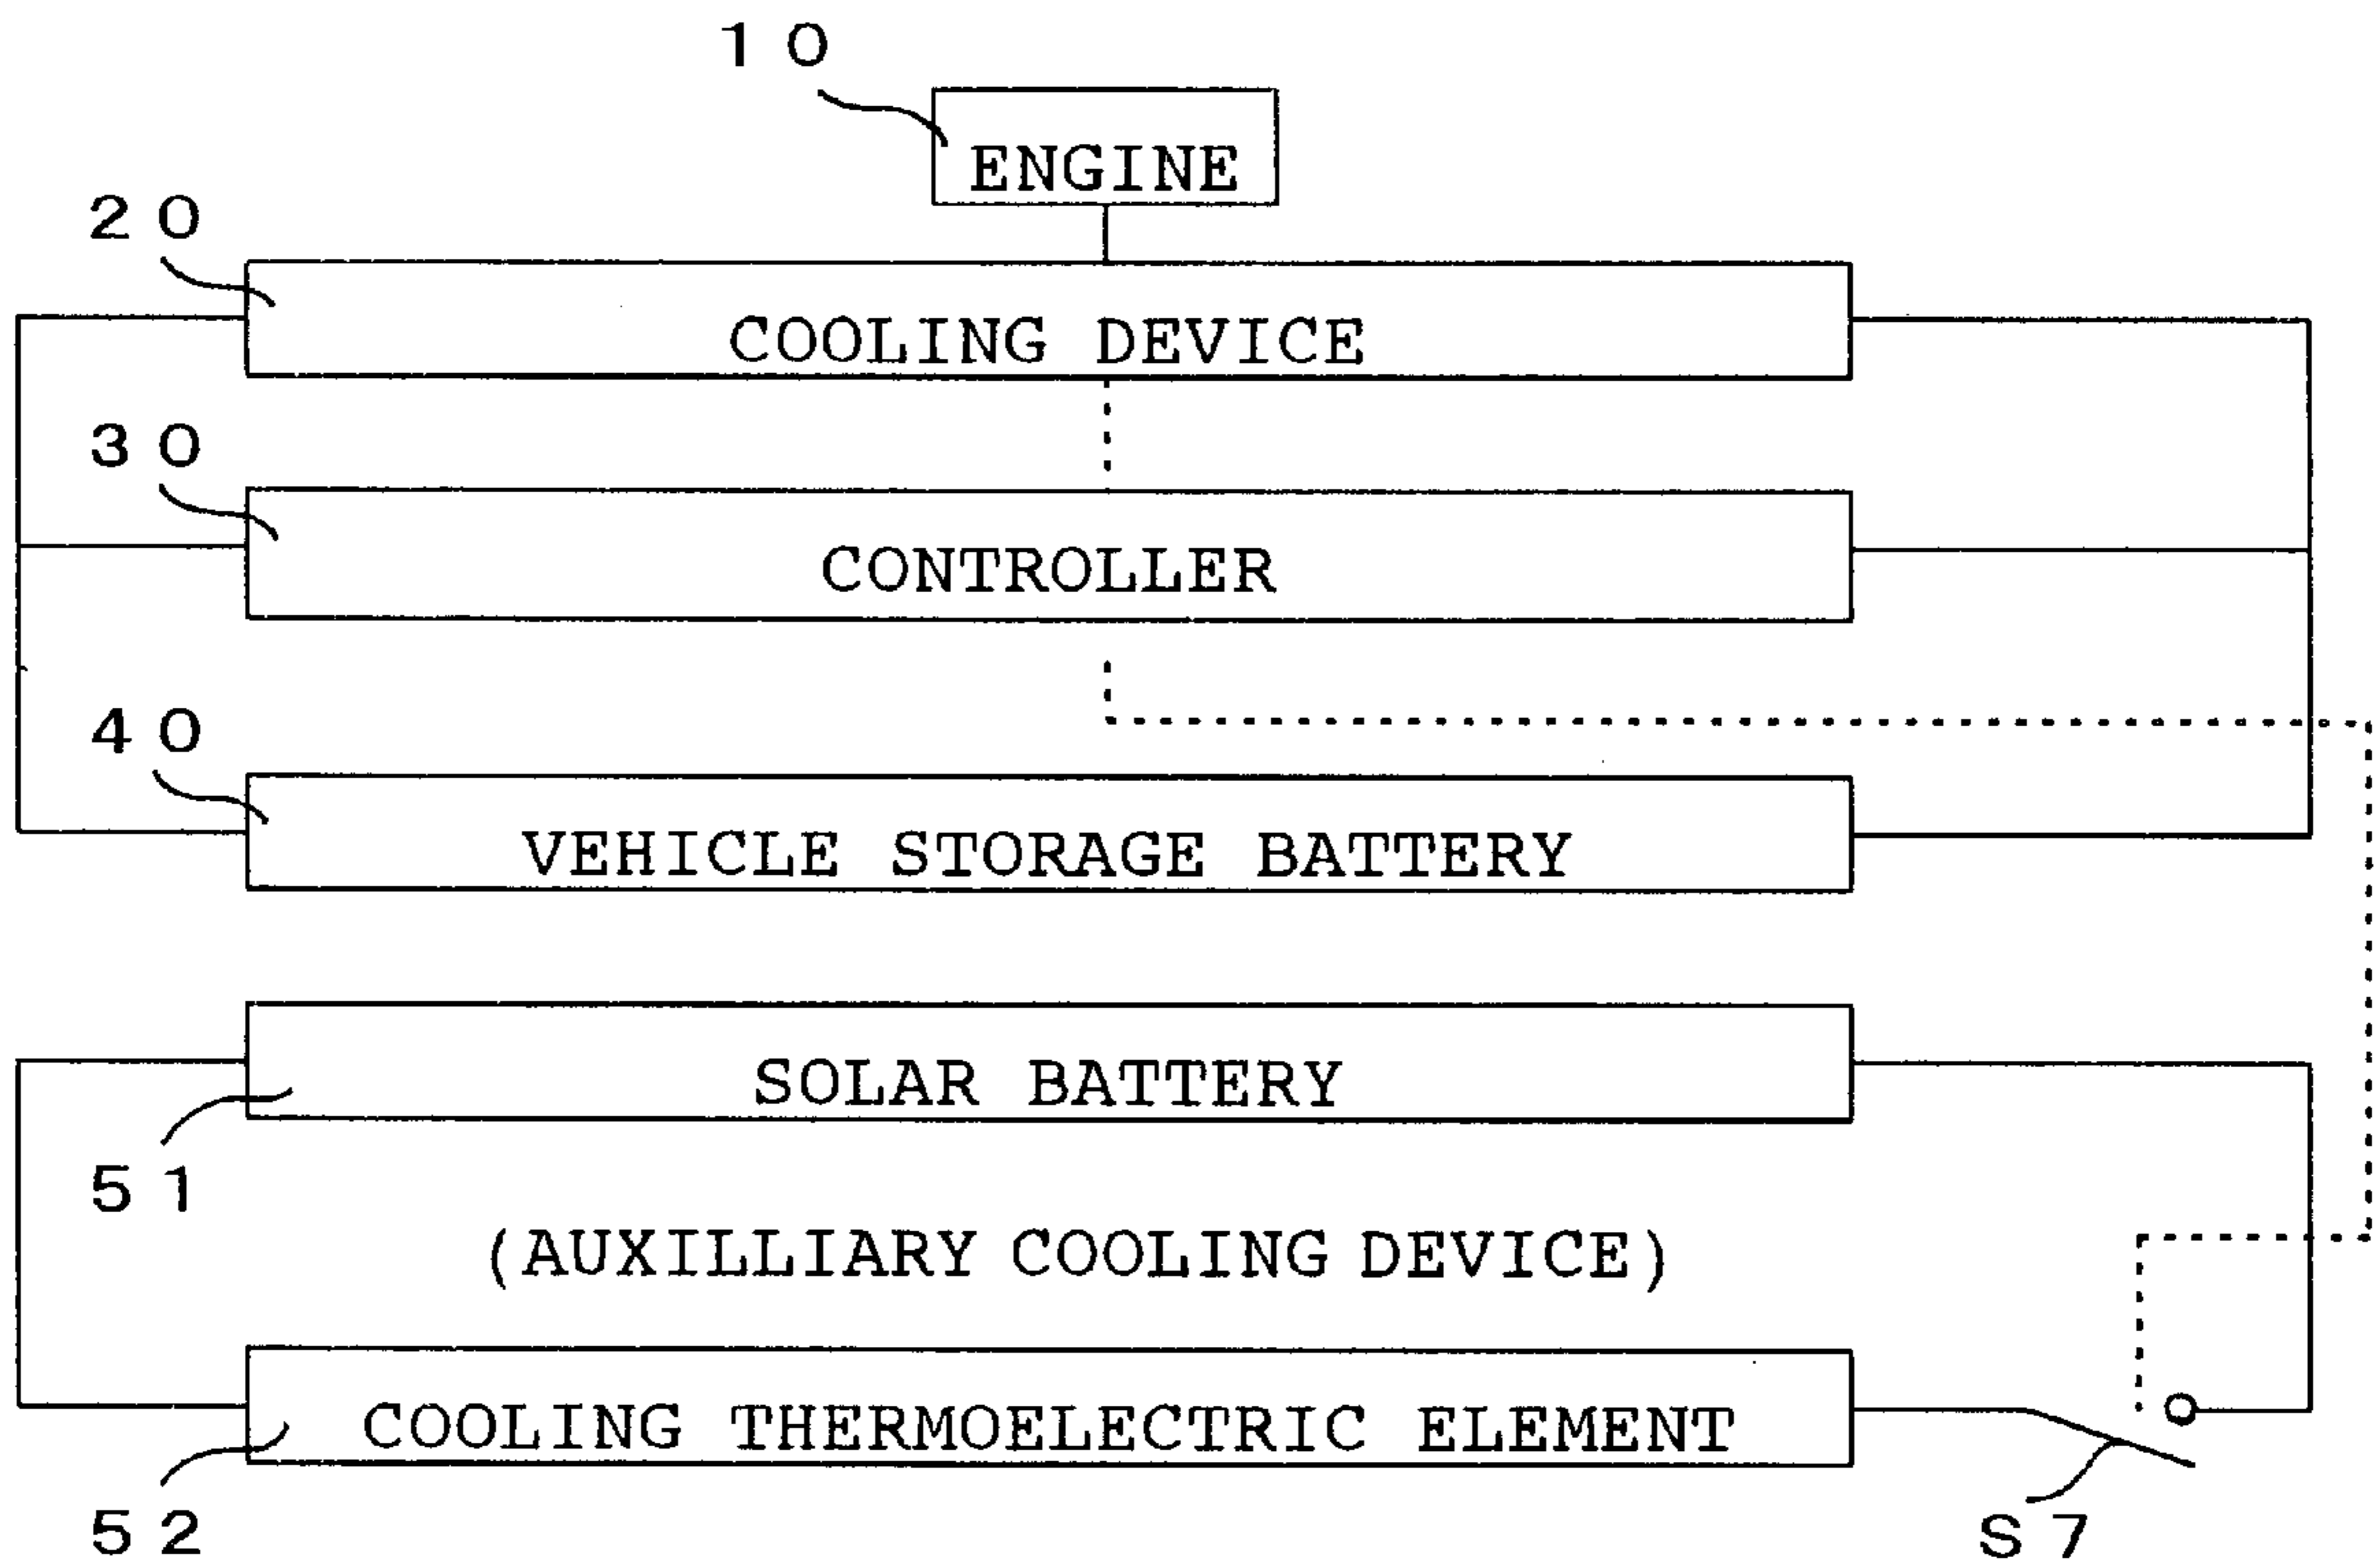 10
ENGINE
20
COOLING DEVICE
30
CONTROLLER
40
VEHICLE STORAGE BATTERY
SOLAR BATTERY
51
(AUXILLIARY COOLING DEVICE)
COOLING THERMOELECTRIC ELEMENT
52
S7